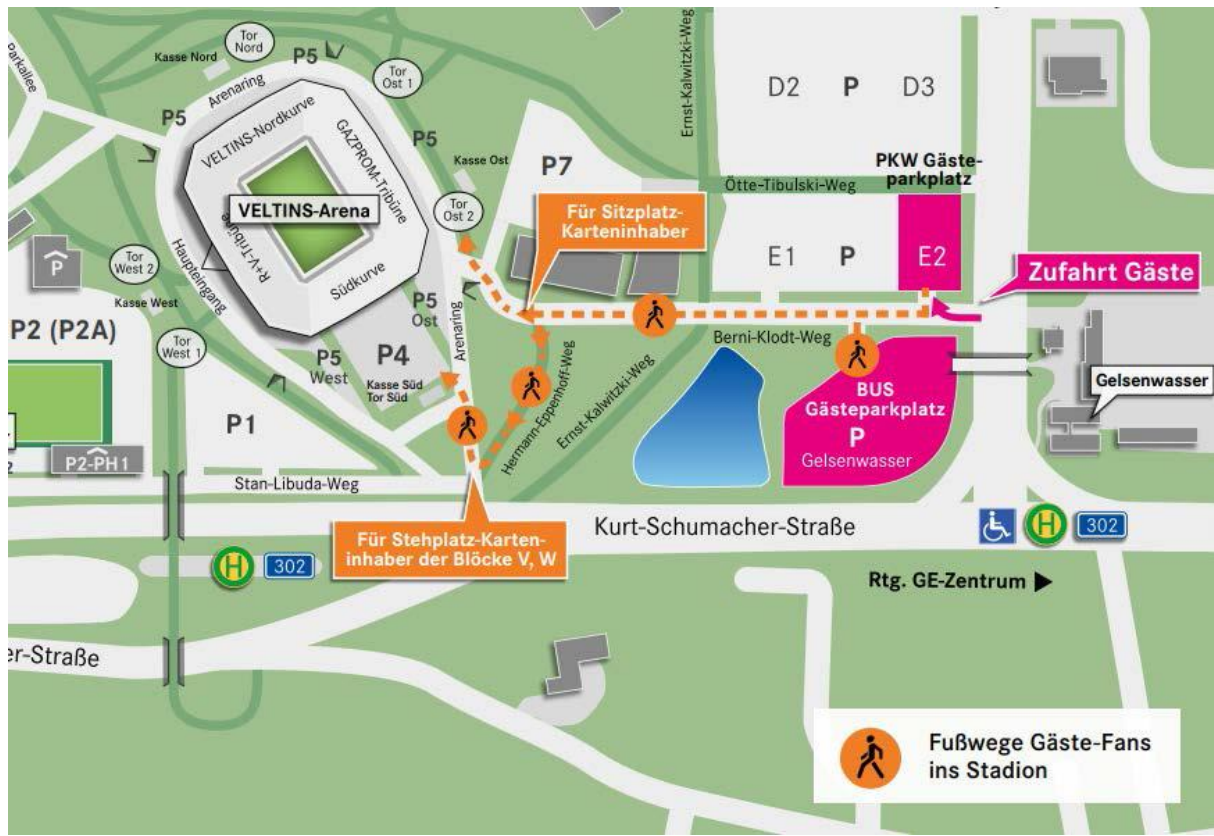 Parkallee
Kasse Nord
Tor
Nord
P5
Tor
Ost 1
Arenaring
P5
P5
VELTINS-Nordkurve
GAZPROM-Tribüne
VELTINS-Arena
R+V-Tribüne
Südkurve
Haupteingang
Kasse Ost
Tor
Ost 2
P7
Ernst-Kalwitzki-Weg
D2
P
D3
PKW Gäste-
parkplatz
Ötte-Tibulski-Weg
Für Sitzplatz-
Karteninhaber
E1
P
E2
Zufahrt Gäste
P
Tor
West 2
Kasse West
P2 (P2A)
Tor
West 1
P5
Ost
Arenaring
P5
West
P4
Kasse Süd
Tor Süd
Berni-Klodt-Weg
Hermann-Eppenhoff-Weg
Ernst-Kalwitzki-Weg
BUS
Gästeparkplatz
P
Gelsenwasser
Gelsenwasser
P1
P2-PH1
Stan-Libuda-Weg
Für Stehplatz-Karten-
inhaber der Blöcke V, W
Kurt-Schumacher-Straße
H
302
H
302
Rtg. GE-Zentrum
er-Straße
Fußwege Gäste-Fans
ins Stadion